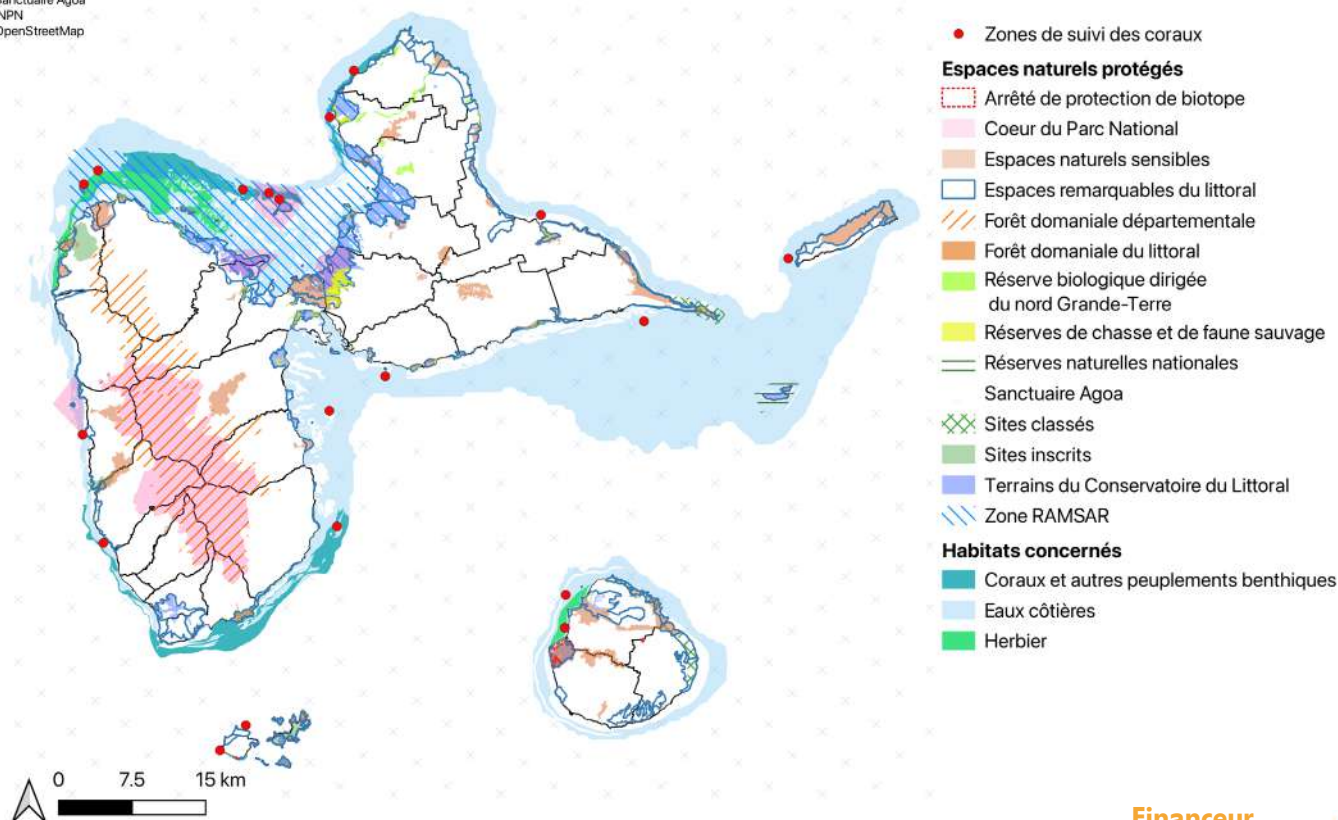 Sanctuaire Agoa
INPN
OpenStreetMap
Zones de suivi des coraux
Espaces naturels protégés
Arrêté de protection de biotope
Coeur du Parc National
Espaces naturels sensibles
Espaces remarquables du littoral
Forêt domaniale départementale
Forêt domaniale du littoral
Réserve biologique dirigée
du nord Grande-Terre
Réserves de chasse et de faune sauvage
Réserves naturelles nationales
Sanctuaire Agoa
Sites classés
Sites inscrits
Terrains du Conservatoire du Littoral
Zone RAMSAR
Habitats concernés
Coraux et autres peuplements benthiques
Eaux côtières
Herbier
0 7.5 15 km
Financeur